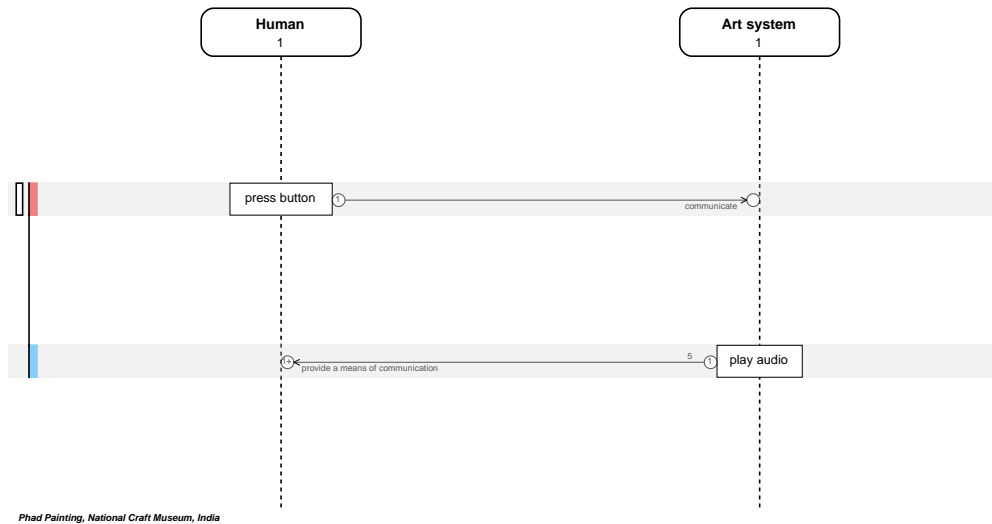 Human
1
Art system
1
press button
1
communicate
1+
provide a means of communication
5
1
play audio
Phad Painting, National Craft Museum, India